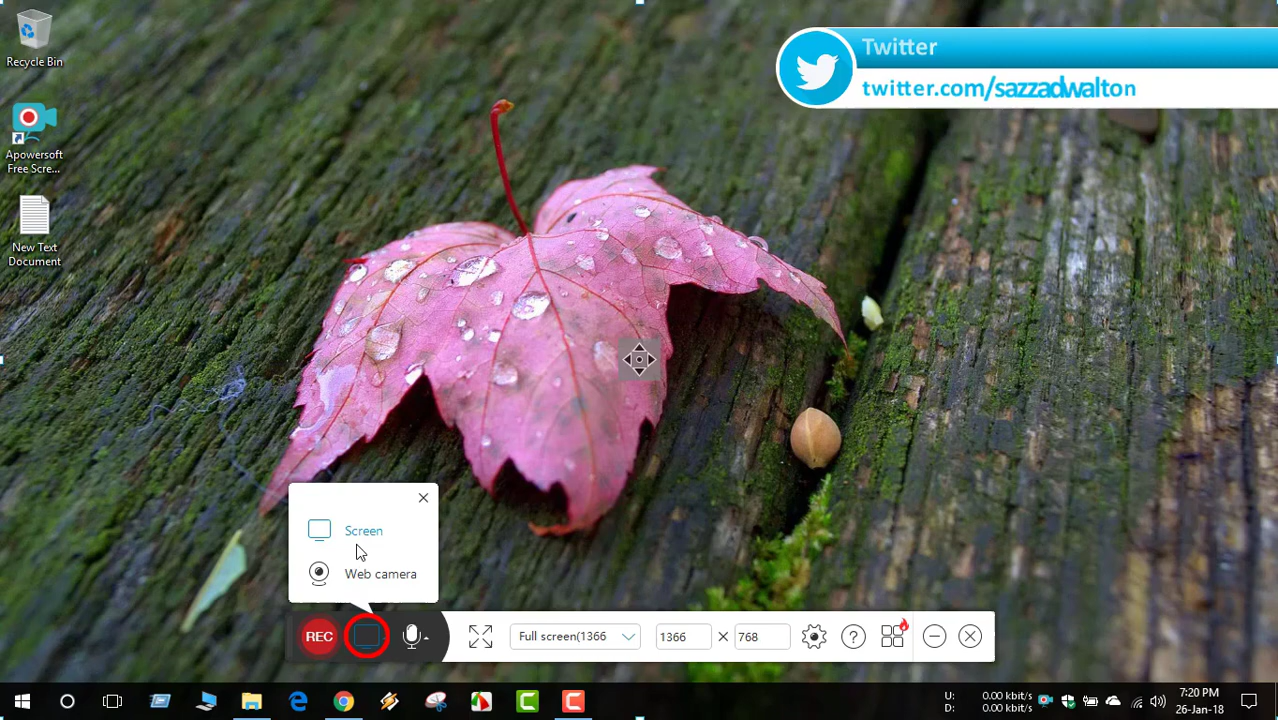 Recycle Bin
Apowersoft
Free Scre...
New Text
Document
Twitter
twitter.com/sazzadwalton
Screen
Web camera
REC
Full screen(1366
1366
768
?
U: 0.00 kbit/s
D: 0.00 kbit/s
7:20 PM
26-Jan-18